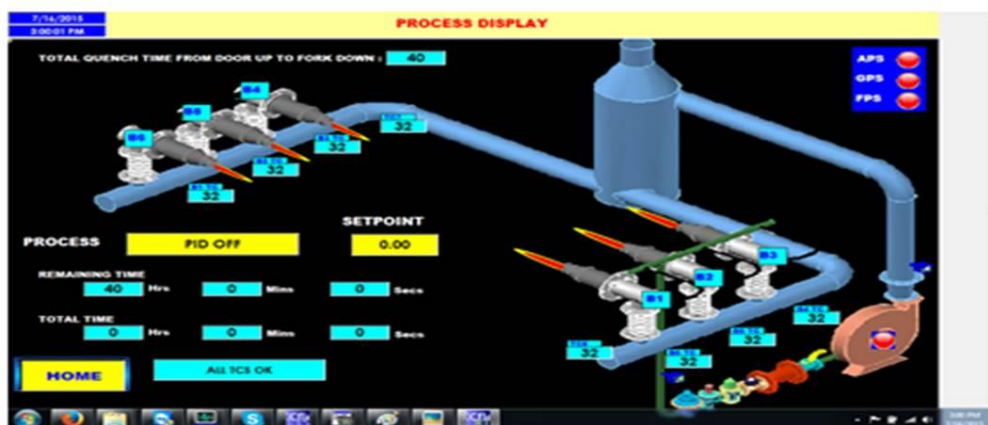 7/16/2015
3:00:01 PM
PROCESS DISPLAY
TOTAL QUENCH TIME FROM DOOR UP TO FORK DOWN : 40
APS
GPS
FPS
B4
B5
B6
32
32
32
32
SETPOINT
PROCESS PID OFF 0.00
REMAINING TIME
40 Hrs 0 Mins 0 Secs
TOTAL TIME
0 Hrs 0 Mins 0 Secs
B3
B2
B1
32
32
32
32
HOME
ALL TCS OK
3:00 PM